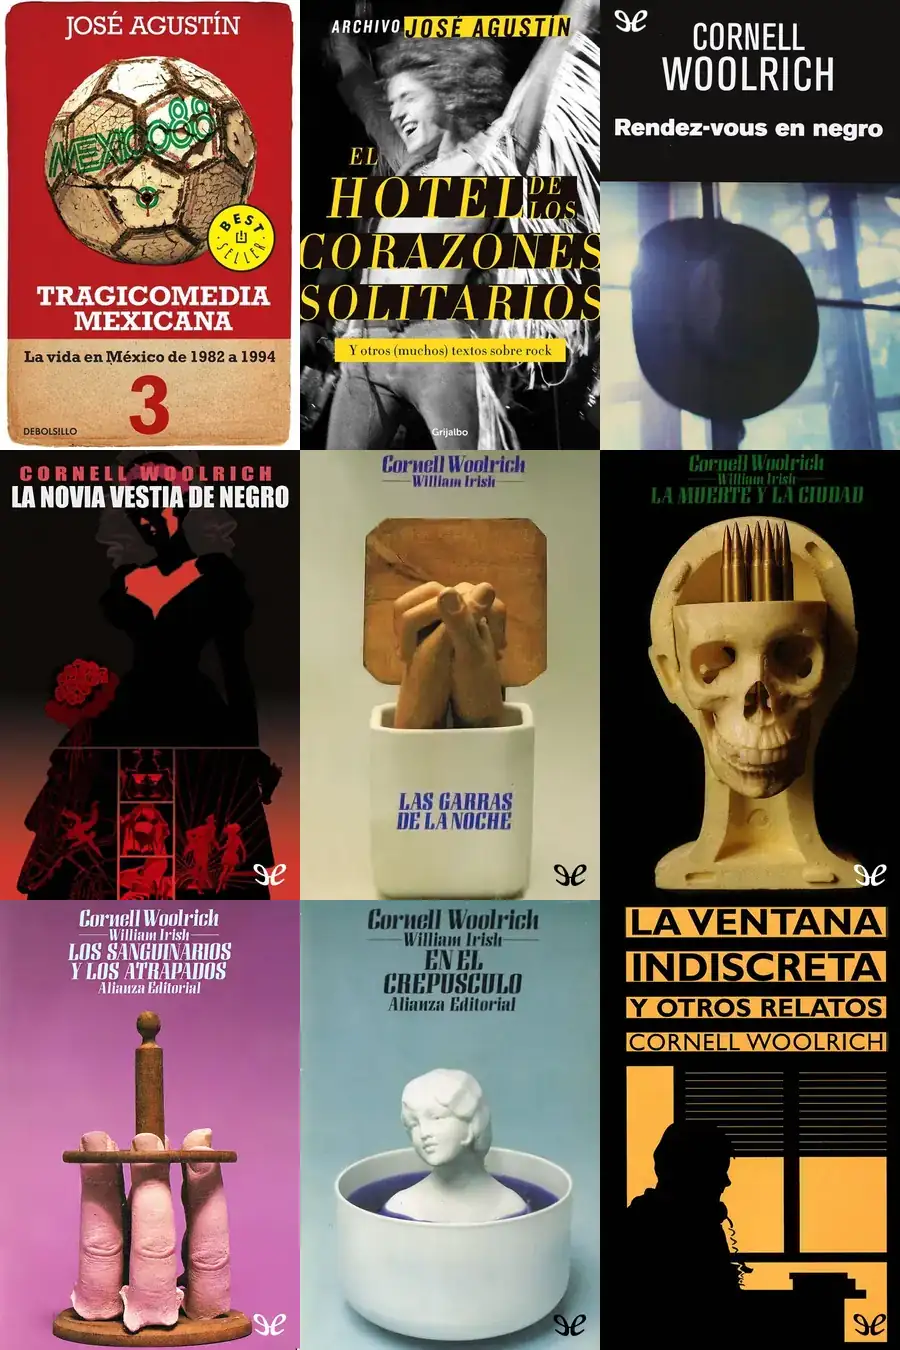 JOSÉ AGUSTÍN
MEXICO88
BEST
SELLER
TRAGICOMEDIA
MEXICANA
La vida en México de 1982 a 1994
3
DEBOLSILLO
ARCHIVO JOSÉ AGUSTÍN
EL
HOTEL DE LOS
CORAZONES
SOLITARIOS
Y otros (muchos) textos sobre rock
Grijalbo
CORNELL
WOOLRICH
Rendez-vous en negro
CORNELL WOOLRICH
LA NOVIA VESTIA DE NEGRO
Cornell Woolrich
William Irish
LAS GARRAS
DE LA NOCHE
Cornell Woolrich
William Irish
LA MUERTE Y LA CIUDAD
Cornell Woolrich
William Irish
LOS SANGUINARIOS
Y LOS ATRAPADOS
Alianza Editorial
Cornell Woolrich
William Irish
EN EL
CREPUSCULO
Alianza Editorial
LA VENTANA
INDISCRETA
Y OTROS RELATOS
CORNELL WOOLRICH